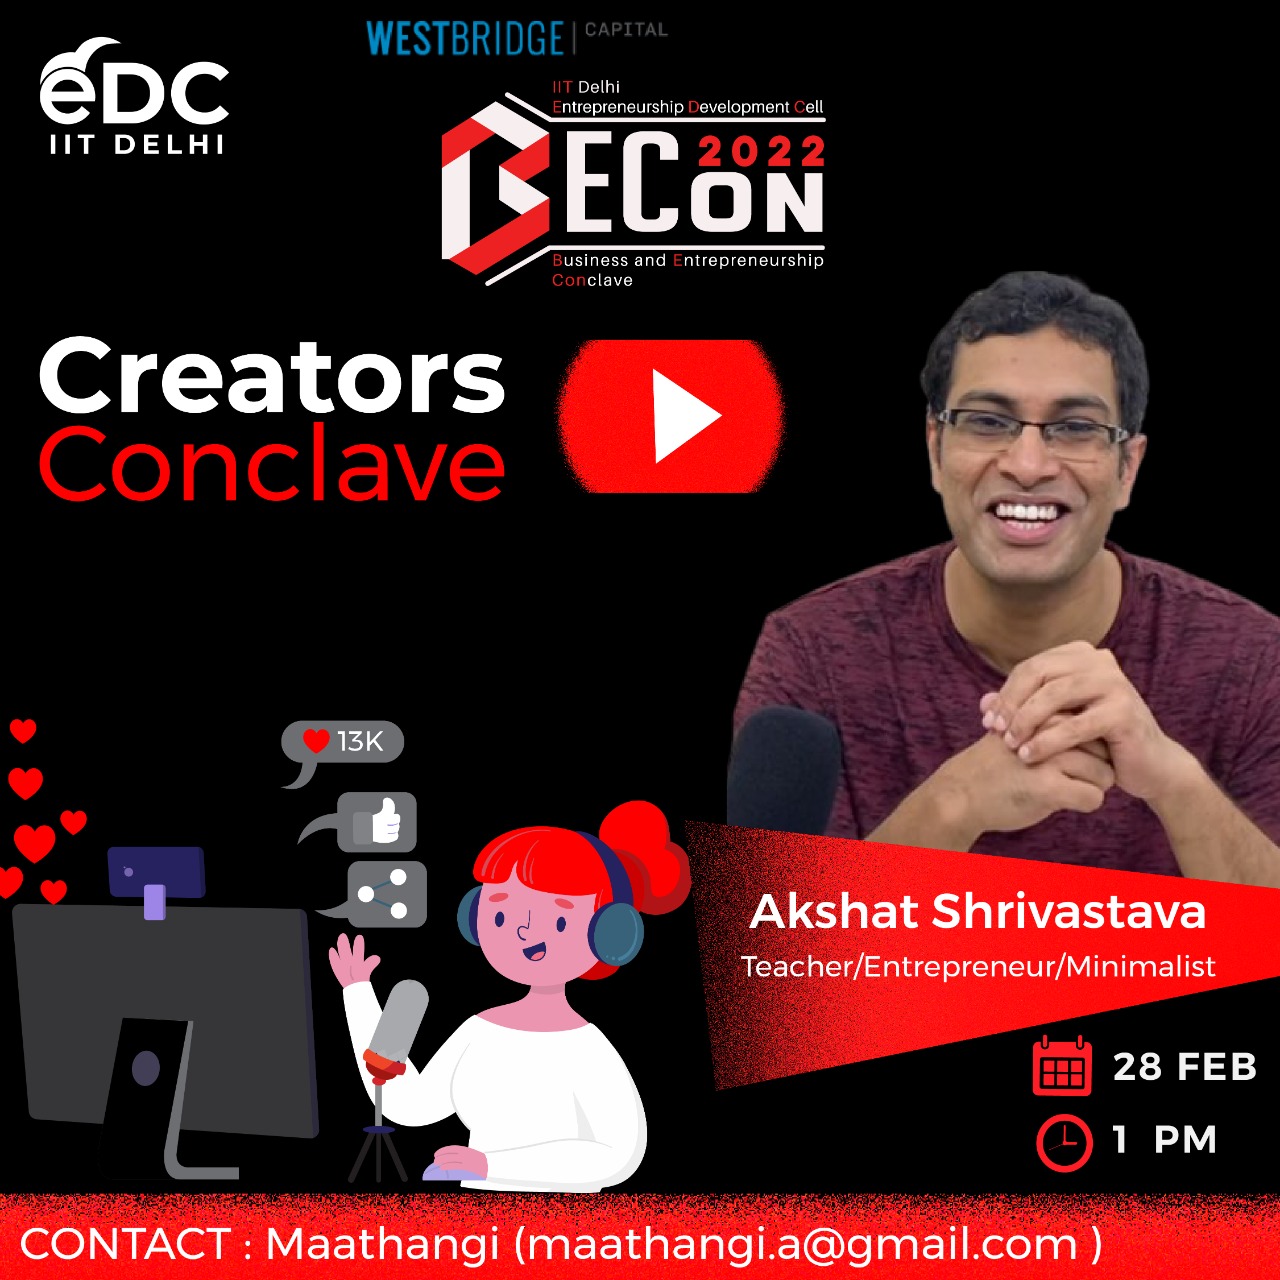 WESTBRIDGE | CAPITAL
eDC
IIT DELHI
IIT Delhi
Entrepreneurship Development Cell
BECon 2022
Business and Entrepreneurship
Conclave
Creators
Conclave
13K
Akshat Shrivastava
Teacher/Entrepreneur/Minimalist
28 FEB
1 PM
CONTACT : Maathangi (maathangi.a@gmail.com )